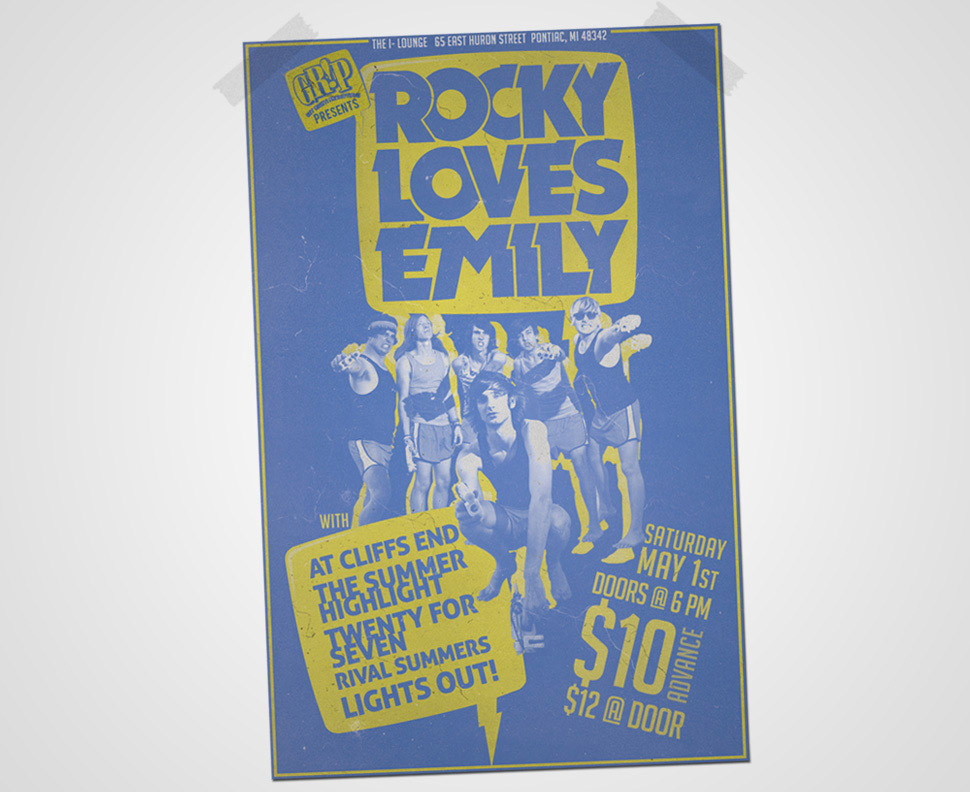 THE I- LOUNGE 65 EAST HURON STREET PONTIAC, MI 48342
GR!P
PRESENTS
ROCKY
LOVES
EMILY
WITH
AT CLIFFS END
THE SUMMER
HIGHLIGHT
TWENTY FOR
SEVEN
RIVAL SUMMERS
LIGHTS OUT!
SATURDAY
MAY 1ST
DOORS @ 6 PM
$10
ADVANCE
$12 @ DOOR